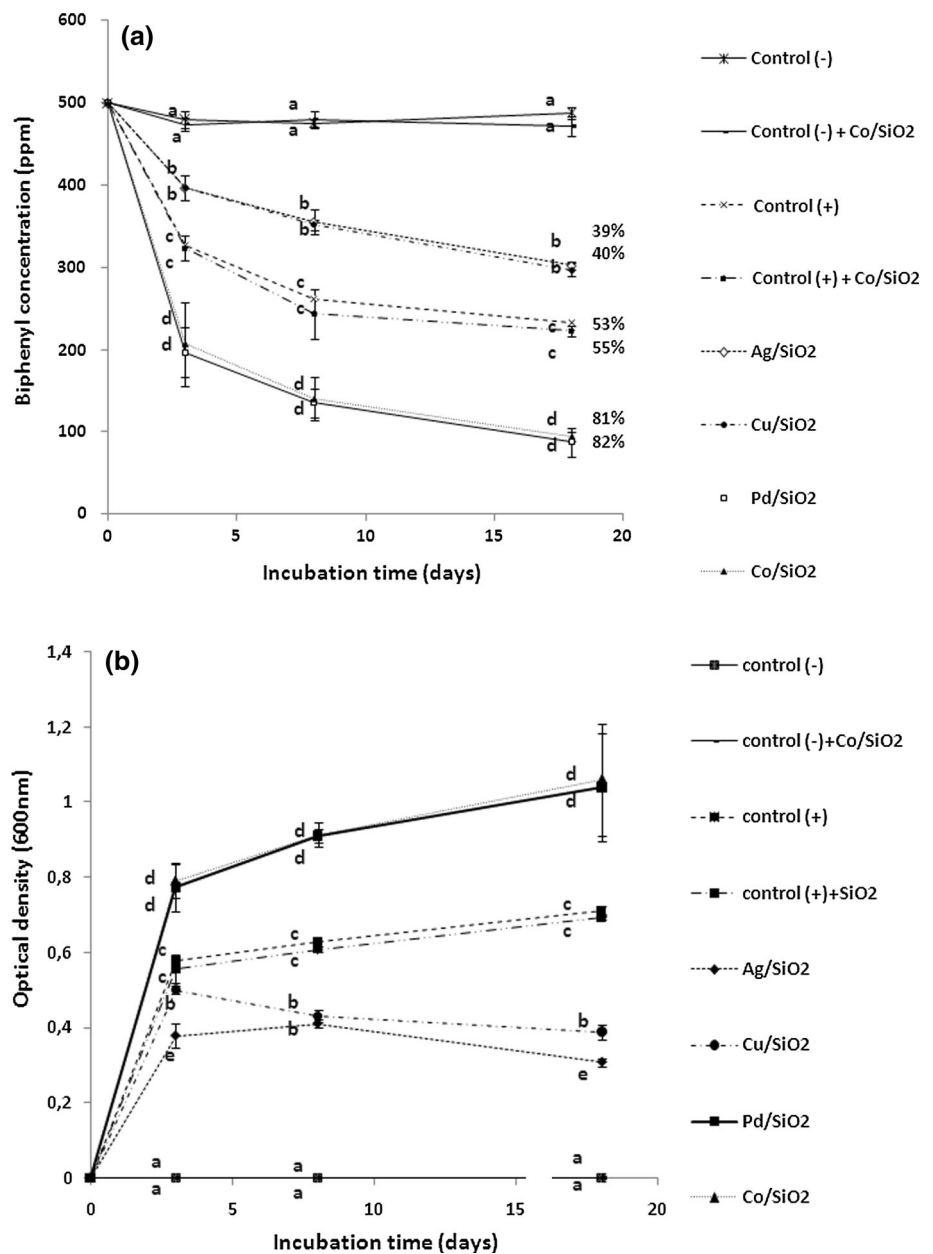 (a)
Biphenyl concentration (ppm)
600
500
400
300
200
100
0
a
a
a
a
a
a
b
b
b
b
b
b
c
c
c
c
c
c
d
d
d
d
d
d
39%
40%
53%
55%
81%
82%
0
5
10
15
20
Incubation time (days)
Control (-)
Control (-) + Co/SiO2
Control (+)
Control (+) + Co/SiO2
Ag/SiO2
Cu/SiO2
Pd/SiO2
Co/SiO2
(b)
Optical density (600nm)
1,4
1,2
1
0,8
0,6
0,4
0,2
0
d
d
d
d
d
d
c
c
c
c
c
c
b
b
b
b
e
e
a
a
a
a
a
a
0
5
10
15
20
Incubation time (days)
control (-)
control (-)+Co/SiO2
control (+)
control (+)+SiO2
Ag/SiO2
Cu/SiO2
Pd/SiO2
Co/SiO2